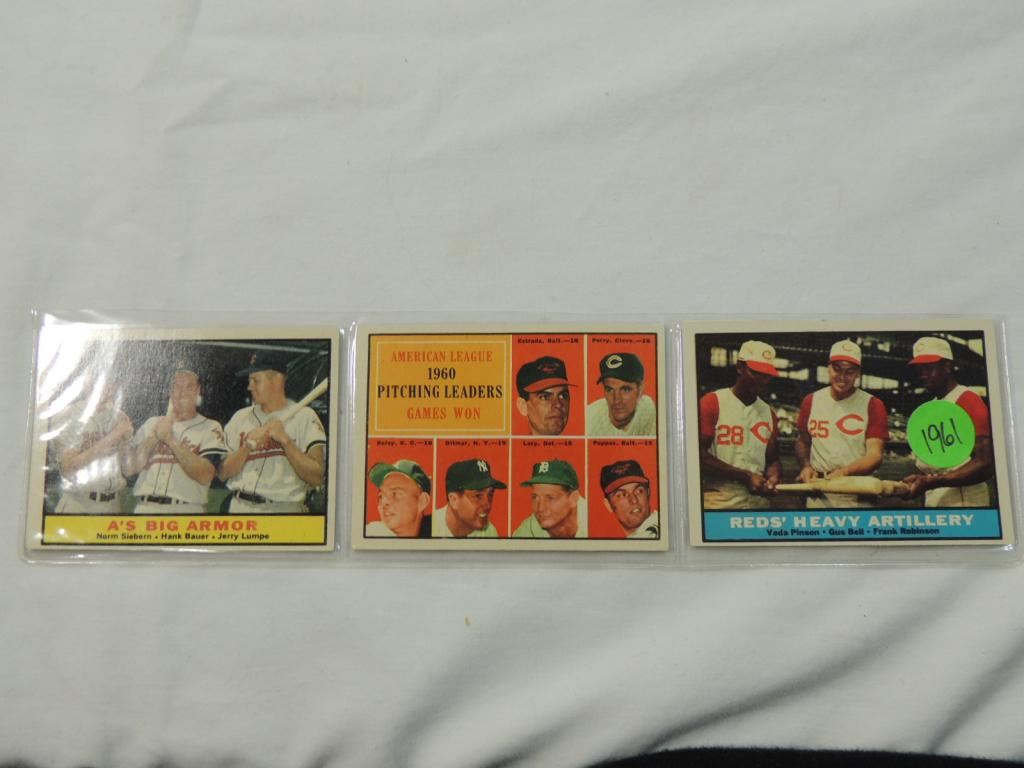 A'S BIG ARMOR
Norm Siebern • Hank Bauer • Jerry Lumpe
AMERICAN LEAGUE
1960
PITCHING LEADERS
GAMES WON
Estrada, Balt.—18
Perry, Cleve.—18
Daley, K. C.—16
Ditmar, N. Y.—15
Lary, Det.—15
Pappas, Balt.—15
28
25
1961
REDS' HEAVY ARTILLERY
Vada Pinson • Gus Bell • Frank Robinson